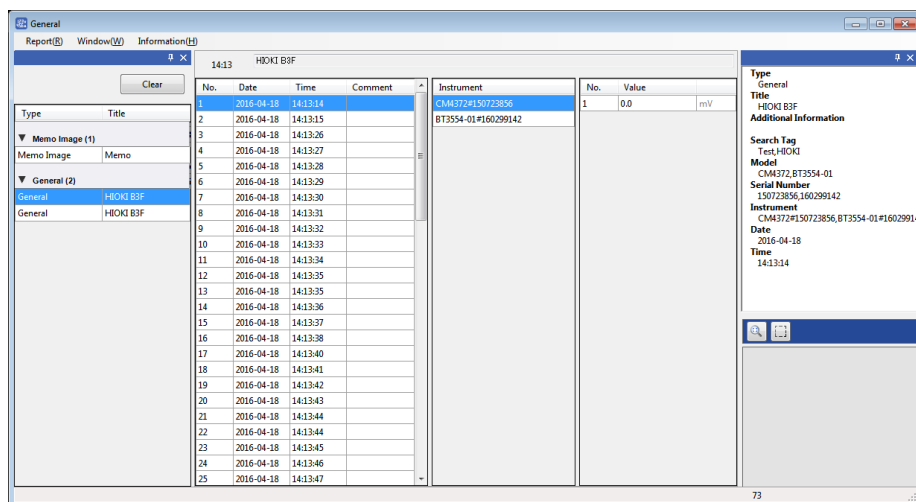 General
Report(R) Window(W) Information(H)
Clear
Type Title
Memo Image (1)
Memo Image Memo
General (2)
General HIOKI B3F
General HIOKI B3F
14:13 HIOKI B3F
No. Date Time Comment
1 2016-04-18 14:13:14
2 2016-04-18 14:13:15
3 2016-04-18 14:13:26
4 2016-04-18 14:13:27
5 2016-04-18 14:13:28
6 2016-04-18 14:13:29
7 2016-04-18 14:13:30
8 2016-04-18 14:13:31
9 2016-04-18 14:13:32
10 2016-04-18 14:13:33
11 2016-04-18 14:13:34
12 2016-04-18 14:13:35
13 2016-04-18 14:13:35
14 2016-04-18 14:13:36
15 2016-04-18 14:13:37
16 2016-04-18 14:13:38
17 2016-04-18 14:13:40
18 2016-04-18 14:13:41
19 2016-04-18 14:13:42
20 2016-04-18 14:13:43
21 2016-04-18 14:13:44
22 2016-04-18 14:13:44
23 2016-04-18 14:13:45
24 2016-04-18 14:13:46
25 2016-04-18 14:13:47
Instrument
CM4372#150723856
BT3554-01#160299142
No. Value
1 0.0 mV
Type
General
Title
HIOKI B3F
Additional Information
Search Tag
Test,HIOKI
Model
CM4372,BT3554-01
Serial Number
150723856,160299142
Instrument
CM4372#150723856,BT3554-01#16029914
Date
2016-04-18
Time
14:13:14
73